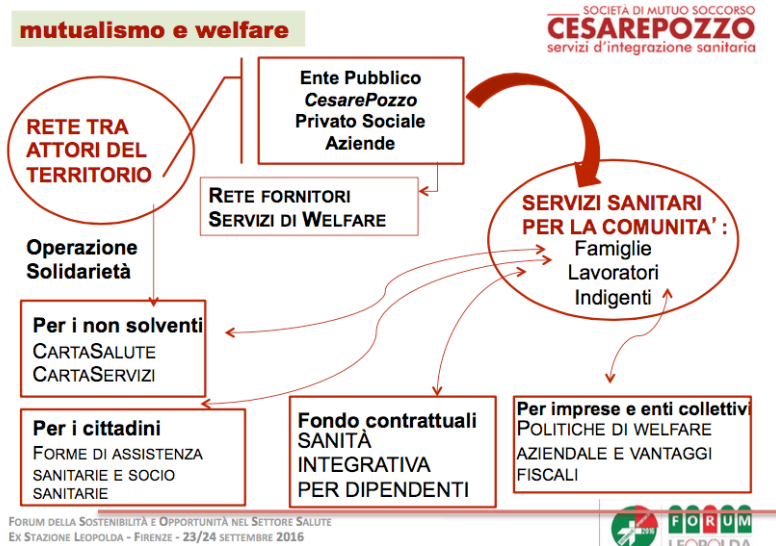 mutualismo e welfare
SOCIETÀ DI MUTUO SOCCORSO
CESAREPOZZO
servizi d'integrazione sanitaria
Ente Pubblico
CesarePozzo
Privato Sociale
Aziende
RETE TRA
ATTORI DEL
TERRITORIO
RETE FORNITORI
SERVIZI DI WELFARE
SERVIZI SANITARI
PER LA COMUNITA' :
Famiglie
Lavoratori
Indigenti
Operazione
Solidarietà
Per i non solventi
CARTASALUTE
CARTASERVIZI
Per i cittadini
FORME DI ASSISTENZA
SANITARIE E SOCIO
SANITARIE
Fondo contrattuali
SANITÀ
INTEGRATIVA
PER DIPENDENTI
Per imprese e enti collettivi
POLITICHE DI WELFARE
AZIENDALE E VANTAGGI
FISCALI
FORUM DELLA SOSTENIBILITÀ E OPPORTUNITÀ NEL SETTORE SALUTE
EX STAZIONE LEOPOLDA - FIRENZE - 23/24 SETTEMBRE 2016
2016
FORUM
LEOPOLDA